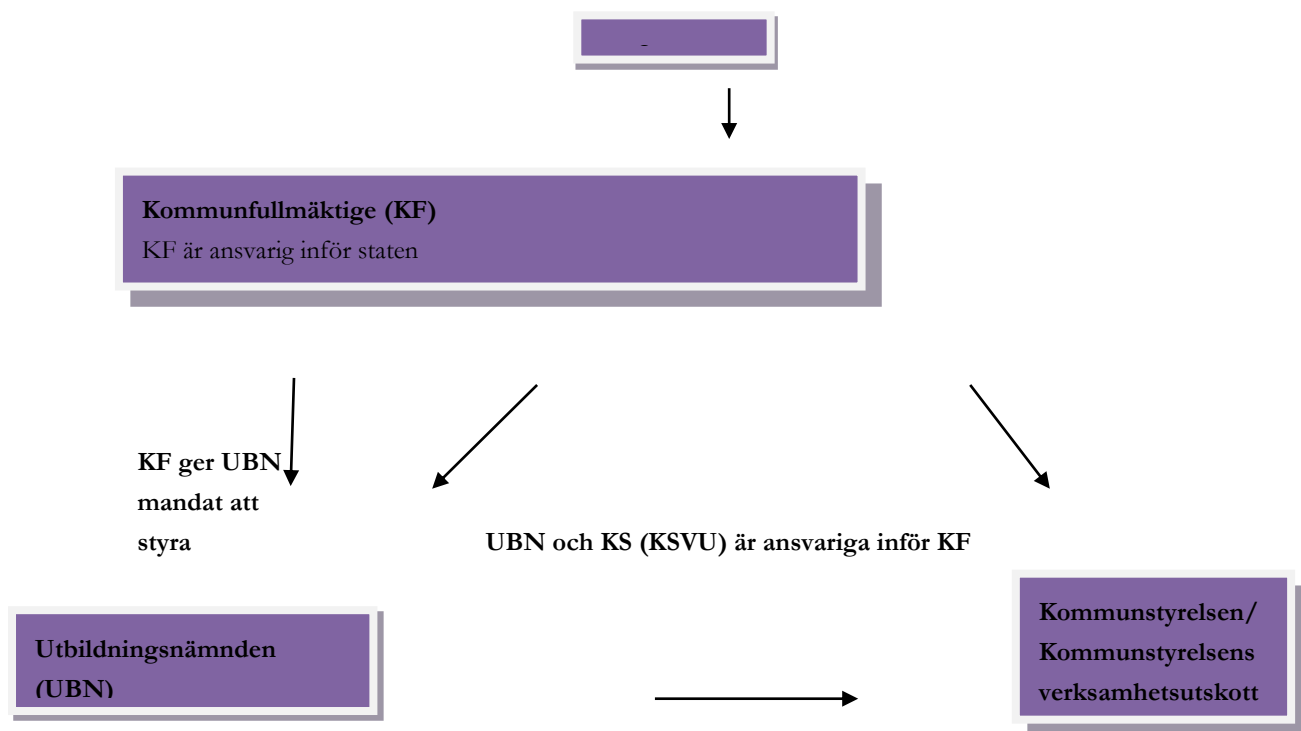 Kommunfullmäktige (KF)
KF är ansvarig inför staten
KF ger UBN
mandat att
styra
UBN och KS (KSVU) är ansvariga inför KF
Utbildningsnämnden
(UBN)
Kommunstyrelsen/
Kommunstyrelsens
verksamhetsutskott